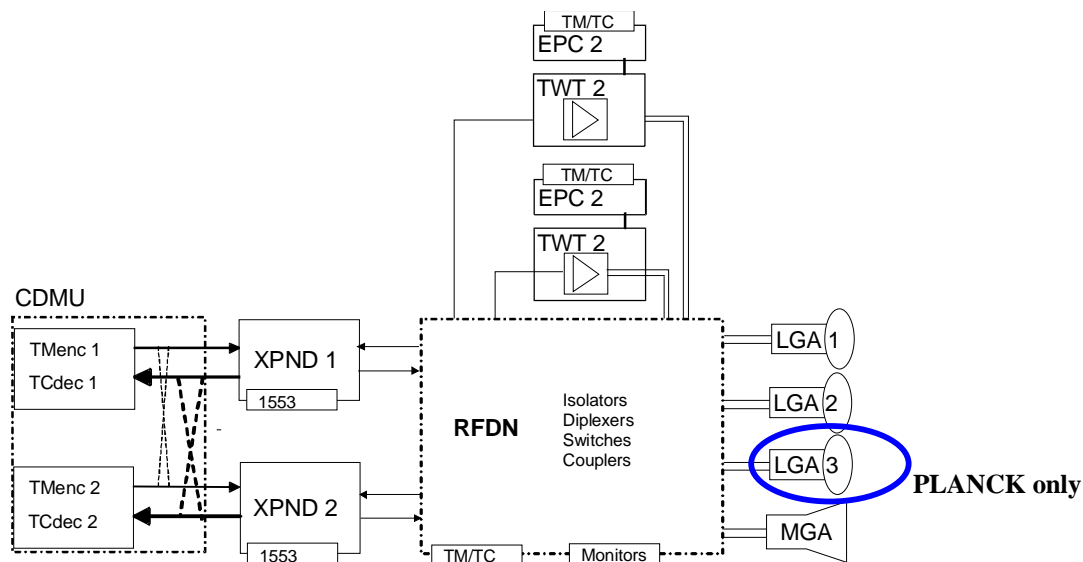 TM/TC
EPC 2
TWT 2
TM/TC
EPC 2
TWT 2
CDMU
TMenc 1
TCdec 1
XPND 1
1553
TMenc 2
TCdec 2
XPND 2
1553
RFDN
Isolators
Diplexers
Switches
Couplers
TM/TC
Monitors
LGA 1
LGA 2
LGA 3
PLANCK only
MGA